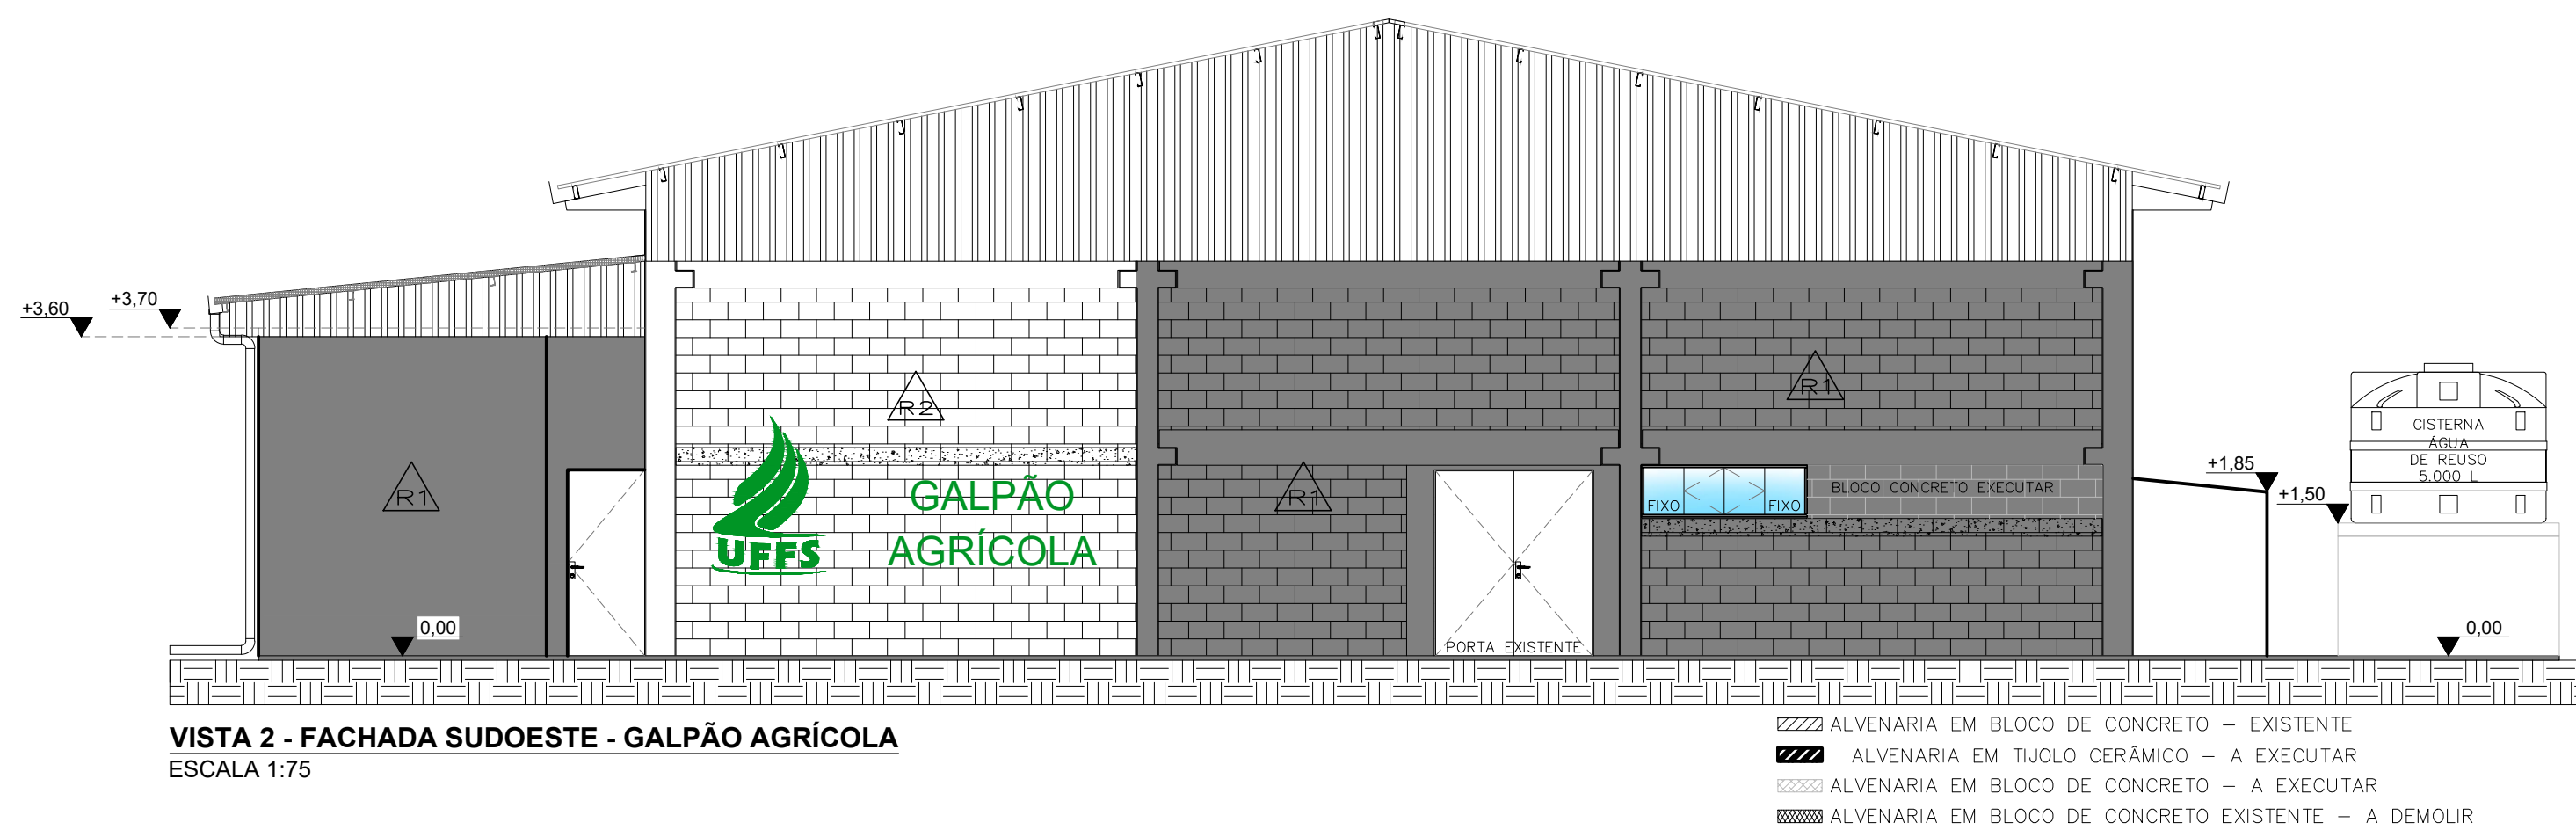 +3,60
+3,70
R2
R1
CISTERNA
ÁGUA
DE REUSO
5.000 L
+1,85
+1,50
R1
UFFS
GALPÃO
AGRÍCOLA
R1
FIXO
FIXO
BLOCO CONCRETO EXECUTAR
0,00
PORTA EXISTENTE
0,00
VISTA 2 - FACHADA SUDOESTE - GALPÃO AGRÍCOLA
ESCALA 1:75
ALVENARIA EM BLOCO DE CONCRETO – EXISTENTE
ALVENARIA EM TIJOLO CERÂMICO – A EXECUTAR
ALVENARIA EM BLOCO DE CONCRETO – A EXECUTAR
ALVENARIA EM BLOCO DE CONCRETO EXISTENTE – A DEMOLIR